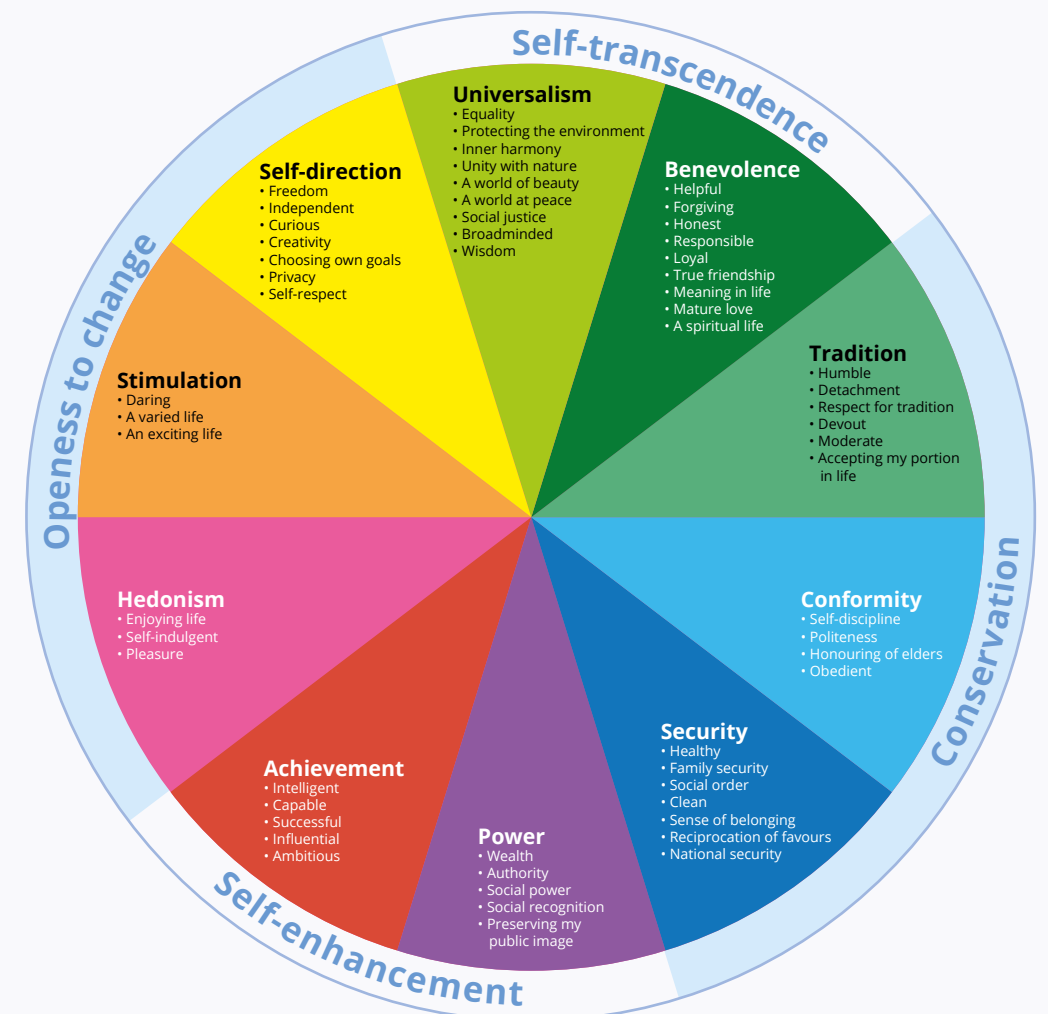 Self-transcendence
Universalism
• Equality
• Protecting the environment
• Inner harmony
• Unity with nature
• A world of beauty
• A world at peace
• Social justice
• Broadminded
• Wisdom
Benevolence
• Helpful
• Forgiving
• Honest
• Responsible
• Loyal
• True friendship
• Meaning in life
• Mature love
• A spiritual life
Tradition
• Humble
• Detachment
• Respect for tradition
• Devout
• Moderate
• Accepting my portion
in life
Conservation
Conformity
• Self-discipline
• Politeness
• Honouring of elders
• Obedient
Security
• Healthy
• Family security
• Social order
• Clean
• Sense of belonging
• Reciprocation of favours
• National security
Self-enhancement
Power
• Wealth
• Authority
• Social power
• Social recognition
• Preserving my
public image
Achievement
• Intelligent
• Capable
• Successful
• Influential
• Ambitious
Openess to change
Hedonism
• Enjoying life
• Self-indulgent
• Pleasure
Stimulation
• Daring
• A varied life
• An exciting life
Self-direction
• Freedom
• Independent
• Curious
• Creativity
• Choosing own goals
• Privacy
• Self-respect